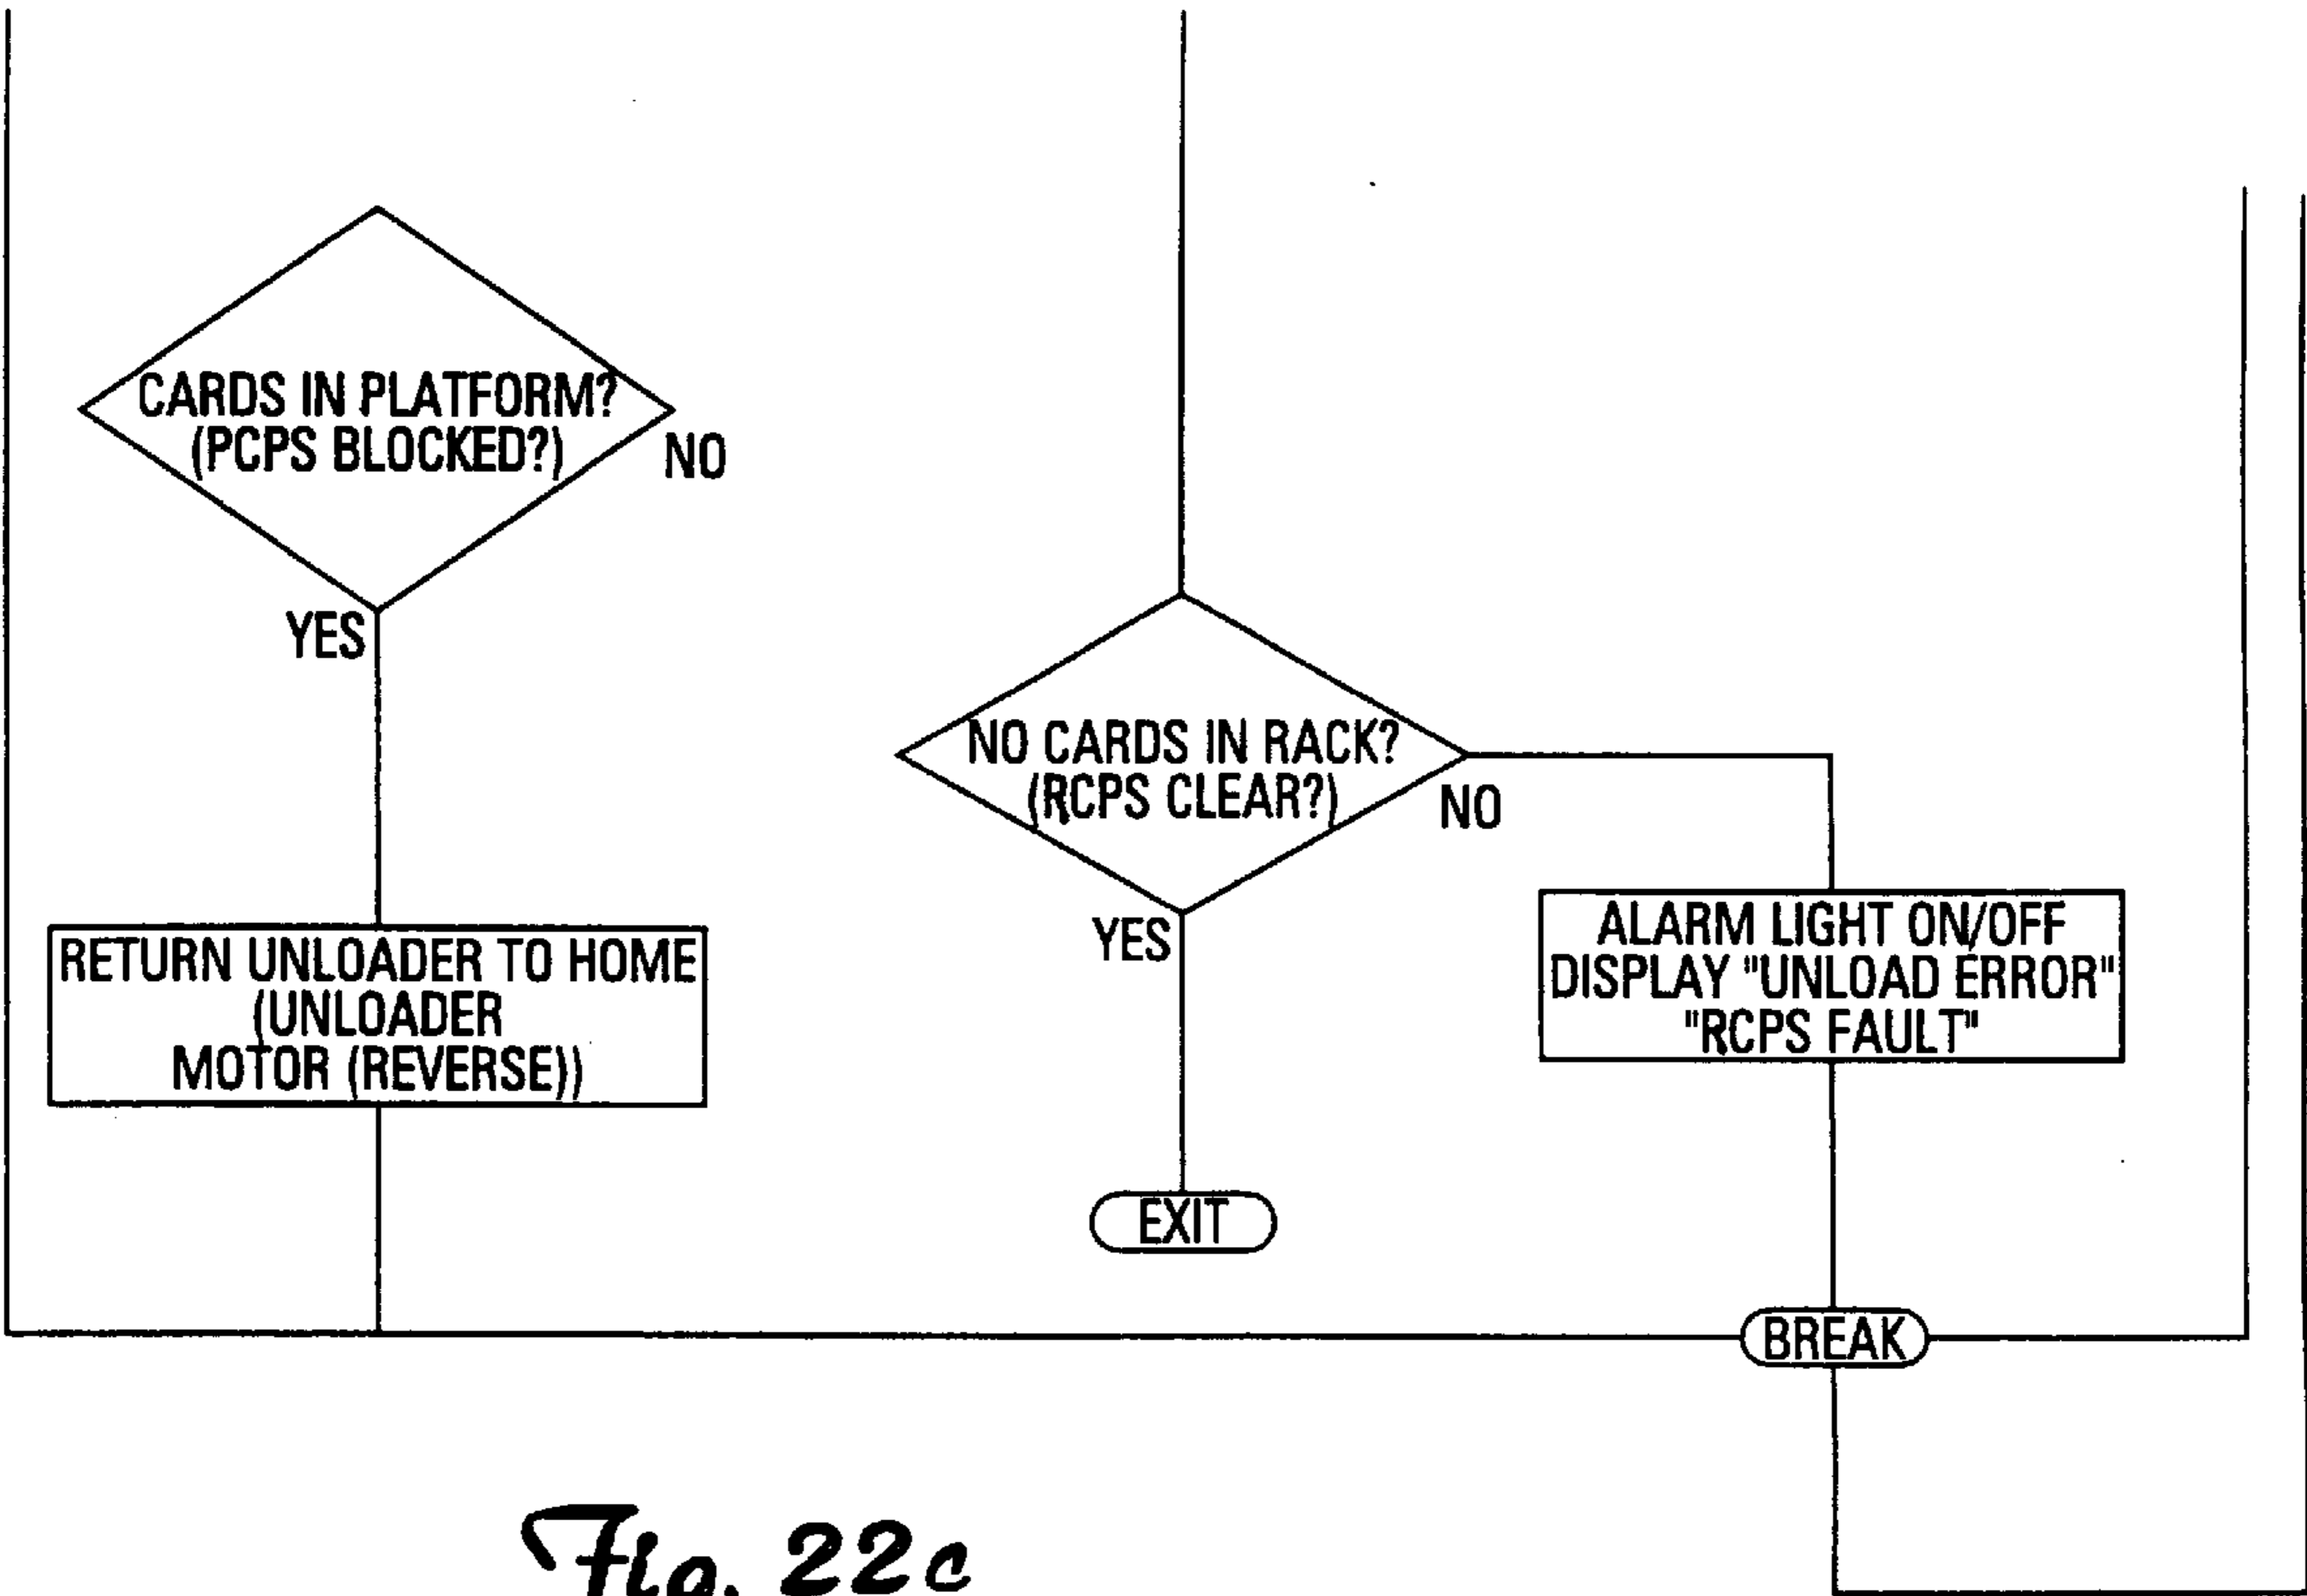 CARDS IN PLATFORM?
(PCPS BLOCKED?)
NO
YES
RETURN UNLOADER TO HOME
(UNLOADER
MOTOR (REVERSE))
NO CARDS IN RACK?
(RCPS CLEAR?)
NO
YES
EXIT
ALARM LIGHT ON/OFF
DISPLAY "UNLOAD ERROR"
"RCPS FAULT"
BREAK
Fig. 22c